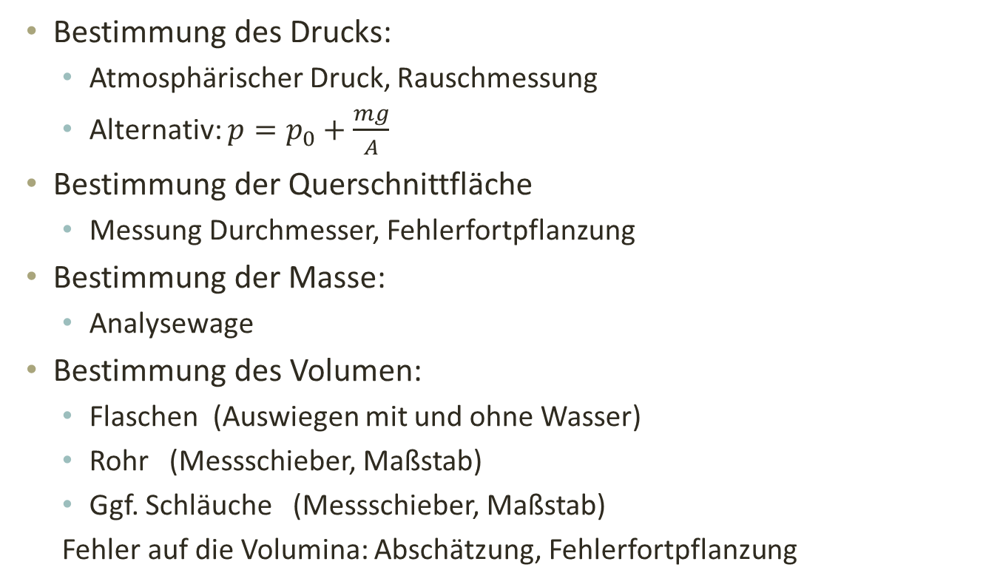 • Bestimmung des Drucks:
• Atmosphärischer Druck, Rauschmessung
• Alternativ: p = p₀ + mg/A
• Bestimmung der Querschnittfläche
• Messung Durchmesser, Fehlerfortpflanzung
• Bestimmung der Masse:
• Analysewage
• Bestimmung des Volumen:
• Flaschen (Auswiegen mit und ohne Wasser)
• Rohr (Messschieber, Maßstab)
• Ggf. Schläuche (Messschieber, Maßstab)
Fehler auf die Volumina: Abschätzung, Fehlerfortpflanzung